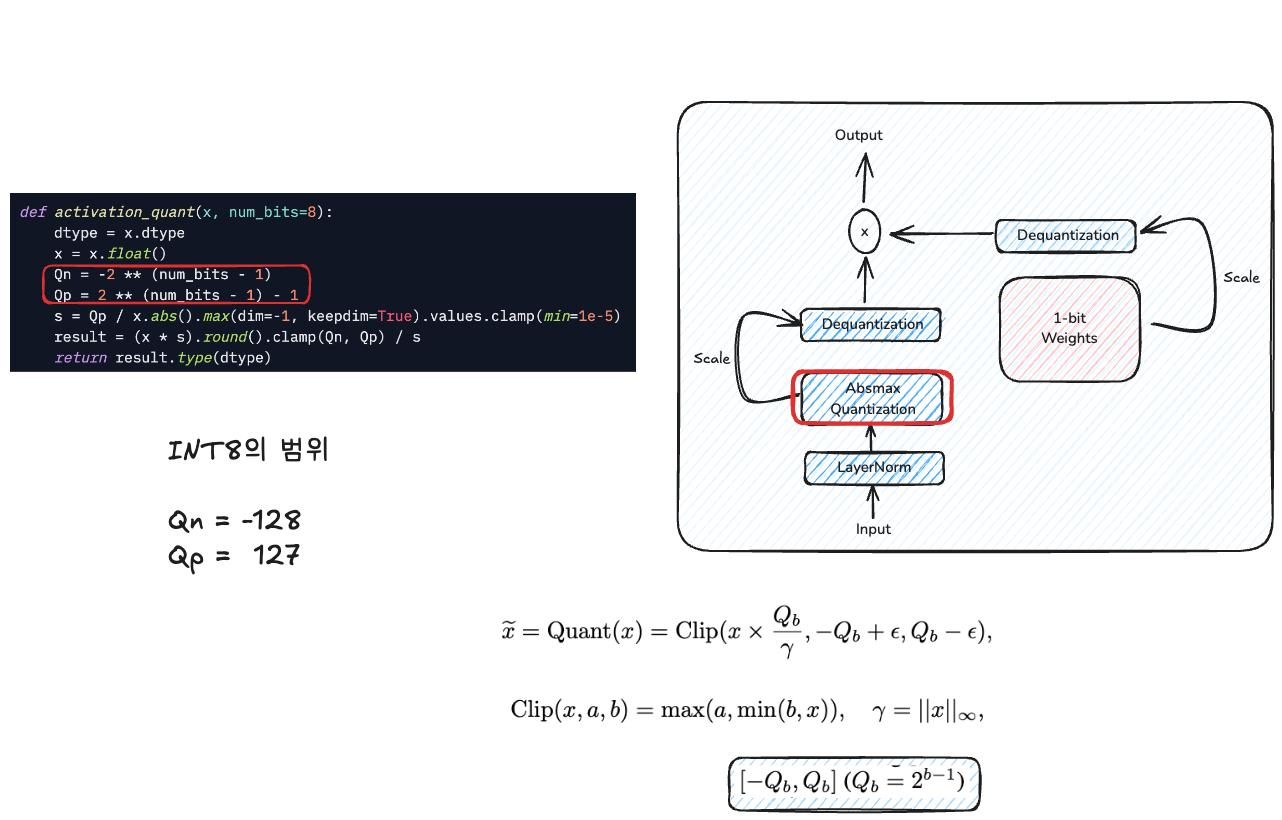 def activation_quant(x, num_bits=8):
    dtype = x.dtype
    x = x.float()
    Qn = -2 ** (num_bits - 1)
    Qp = 2 ** (num_bits - 1) - 1
    s = Qp / x.abs().max(dim=-1, keepdim=True).values.clamp(min=1e-5)
    result = (x * s).round().clamp(Qn, Qp) / s
    return result.type(dtype)
INT8의 범위
Qn = -128
Qp = 127
Output
x
Dequantization
Scale
1-bit
Weights
Dequantization
Scale
Absmax
Quantization
LayerNorm
Input
x̃ = Quant(x) = Clip(x × Q_b/γ, −Q_b + ϵ, Q_b − ϵ),
Clip(x, a, b) = max(a, min(b, x)),  γ = ||x||_∞,
[−Q_b, Q_b] (Q_b = 2^{b−1})